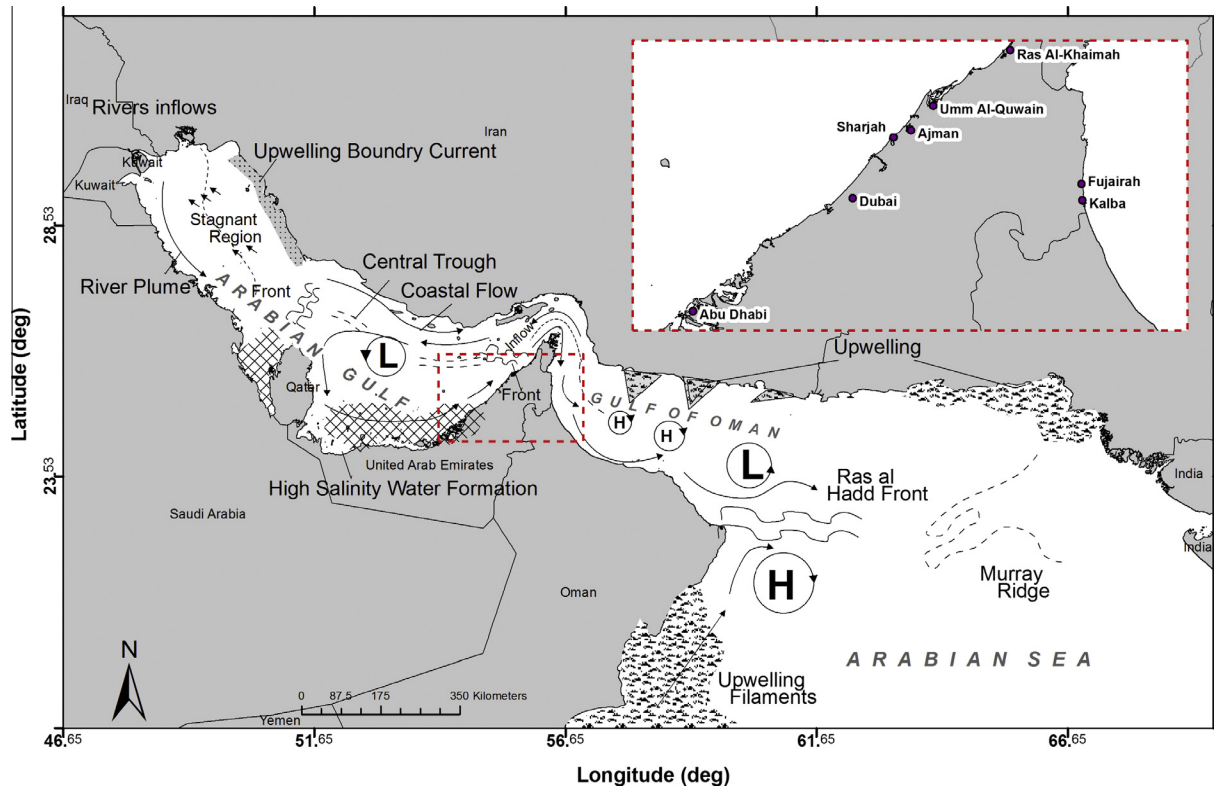 Iraq
Rivers inflows
Iran
Kuwait
Kuwait
Upwelling Boundry Current
Stagnant
Region
River Plume
Front
Central Trough
Coastal Flow
ARABIAN GULF
L
Inflow
Front
Qatar
United Arab Emirates
High Salinity Water Formation
Saudi Arabia
Upwelling
GULF OF OMAN
H
H
L
Ras al
Hadd Front
H
Murray
Ridge
India
India
Oman
Upwelling
Filaments
ARABIAN SEA
Yemen
N
0 87.5 175 350 Kilometers
Ras Al-Khaimah
Umm Al-Quwain
Sharjah
Ajman
Fujairah
Kalba
Dubai
Abu Dhabi
28.53
23.53
Latitude (deg)
46.65 51.65 56.65 61.65 66.65
Longitude (deg)